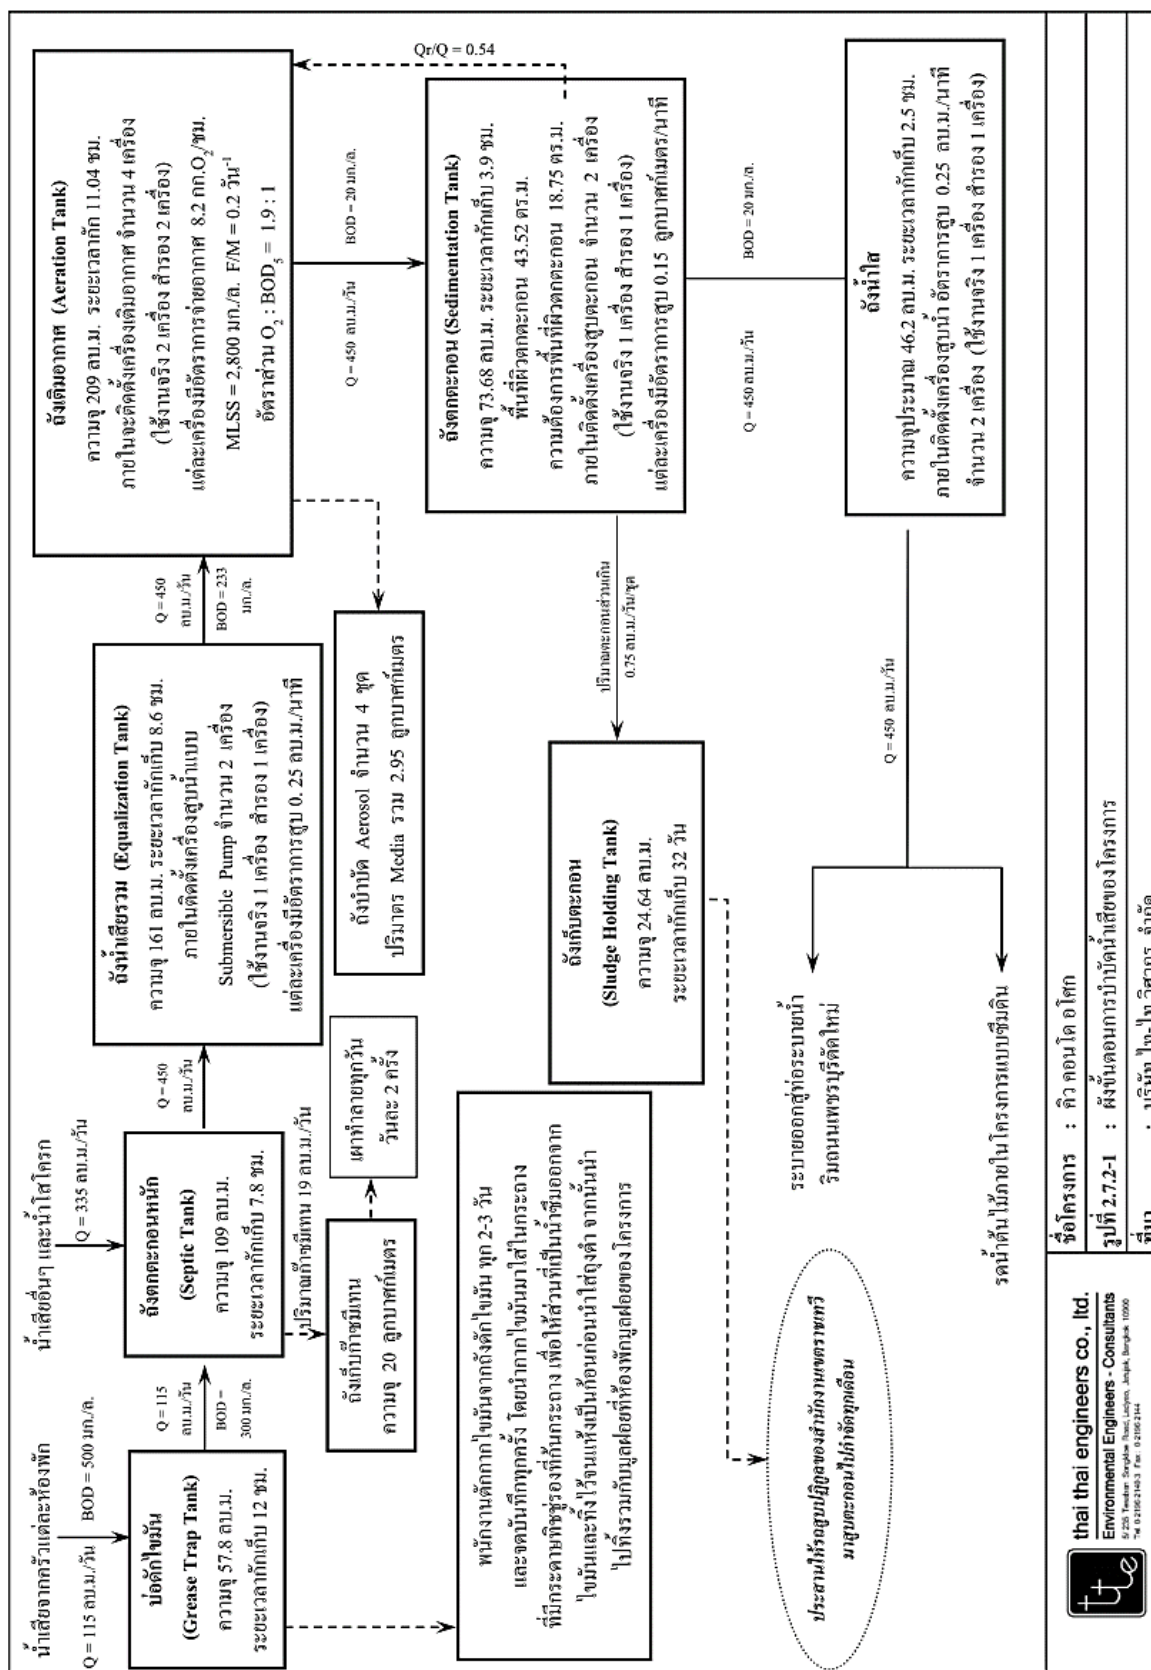 น้ำเสียจากครัวแต่ละห้องพัก
Q = 115 ลบ.ม./วัน
BOD = 500 มก./ล.
บ่อดักไขมัน
(Grease Trap Tank)
ความจุ 57.8 ลบ.ม.
ระยะเวลากักเก็บ 12 ชม.
Q = 115
ลบ.ม./วัน
BOD =
300 มก./ล.
น้ำเสียอื่นๆ และน้ำโสโครก
Q = 335 ลบ.ม./วัน
ถังตกตะกอนหนัก
(Septic Tank)
ความจุ 109 ลบ.ม.
ระยะเวลากักเก็บ 7.8 ชม.
ปริมาณก๊าซมีเทน 19 ลบ.ม./วัน
ถังเก็บก๊าซมีเทน
ความจุ 20 ลูกบาศก์เมตร
เผาทำลายทุกวัน
วันละ 2 ครั้ง
Q = 450
ลบ.ม./วัน
ถังน้ำเสียรวม (Equalization Tank)
ความจุ 161 ลบ.ม. ระยะเวลากักเก็บ 8.6 ชม.
ภายในติดตั้งเครื่องสูบน้ำแบบ
Submersible Pump จำนวน 2 เครื่อง
(ใช้งานจริง 1 เครื่อง สำรอง 1 เครื่อง)
แต่ละเครื่องมีอัตราการสูบ 0. 25 ลบ.ม./นาที
Q = 450
ลบ.ม./วัน
BOD = 233
มก./ล.
ถังเติมอากาศ (Aeration Tank)
ความจุ 209 ลบ.ม. ระยะเวลากัก 11.04 ชม.
ภายในจะติดตั้งเครื่องเติมอากาศ จำนวน 4 เครื่อง
(ใช้งานจริง 2 เครื่อง สำรอง 2 เครื่อง)
แต่ละเครื่องมีอัตราการจ่ายอากาศ 8.2 กก.O₂/ชม.
MLSS = 2,800 มก./ล. F/M = 0.2 วัน⁻¹
อัตราส่วน O₂ : BOD₅ = 1.9 : 1
ถังบำบัด Aerosol จำนวน 4 ชุด
ปริมาตร Media รวม 2.95 ลูกบาศก์เมตร
Qr/Q = 0.54
Q = 450 ลบ.ม./วัน
BOD = 20 มก./ล.
ถังตกตะกอน (Sedimentation Tank)
ความจุ 73.68 ลบ.ม. ระยะเวลากักเก็บ 3.9 ชม.
พื้นที่ผิวตกตะกอน 43.52 ตร.ม.
ความต้องการพื้นที่ผิวตกตะกอน 18.75 ตร.ม.
ภายในติดตั้งเครื่องสูบตะกอน จำนวน 2 เครื่อง
(ใช้งานจริง 1 เครื่อง สำรอง 1 เครื่อง)
แต่ละเครื่องมีอัตราการสูบ 0.15 ลูกบาศก์เมตร/นาที
ปริมาณตะกอนส่วนเกิน
0.75 ลบ.ม./วัน/ชุด
ถังเก็บตะกอน
(Sludge Holding Tank)
ความจุ 24.64 ลบ.ม.
ระยะเวลากักเก็บ 32 วัน
พนักงานตักกากไขมันจากถังดักไขมัน ทุก 2-3 วัน
และจดบันทึกทุกครั้ง โดยนำกากไขมันมาใส่ในกระถาง
ที่มีกระดาษทิชชูรองที่ก้นกระถาง เพื่อให้ส่วนที่เป็นน้ำซึมออกจาก
ไขมันและทิ้งไว้จนแห้งเป็นก้อนก่อนนำใส่ถุงดำ จากนั้นนำ
ไปทิ้งรวมกับมูลฝอยที่ห้องพักมูลฝอยของโครงการ
Q = 450 ลบ.ม./วัน
BOD = 20 มก./ล.
ถังน้ำใส
ความจุประมาณ 46.2 ลบ.ม. ระยะเวลากักเก็บ 2.5 ชม.
ภายในติดตั้งเครื่องสูบน้ำ อัตราการสูบ 0.25 ลบ.ม./นาที
จำนวน 2 เครื่อง (ใช้งานจริง 1 เครื่อง สำรอง 1 เครื่อง)
Q = 450 ลบ.ม./วัน
ระบายออกสู่ท่อระบายน้ำ
ริมถนนเพชรบุรีตัดใหม่
รดน้ำต้นไม้ภายในโครงการแบบซึมดิน
ประสานให้รถสูบปฏิกูลของสำนักงานเขตราชเทวี
มาสูบตะกอนไปกำจัดทุกเดือน
tte
thai thai engineers co., ltd.
Environmental Engineers - Consultants
ชื่อโครงการ : คิว คอนโด อโศก
รูปที่ 2.7.2-1 : ผังขั้นตอนการบำบัดน้ำเสียของโครงการ
ที่มา : บริษัท ไท-ไท วิศวกร จำกัด